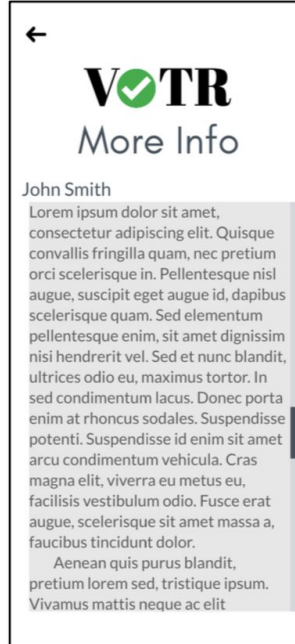 VOTR
More Info
John Smith
Lorem ipsum dolor sit amet,
consectetur adipiscing elit. Quisque
convallis fringilla quam, nec pretium
orci scelerisque in. Pellentesque nisl
augue, suscipit eget augue id, dapibus
scelerisque quam. Sed elementum
pellentesque enim, sit amet dignissim
nisi hendrerit vel. Sed et nunc blandit,
ultrices odio eu, maximus tortor. In
sed condimentum lacus. Donec porta
enim at rhoncus sodales. Suspendisse
potenti. Suspendisse id enim sit amet
arcu condimentum vehicula. Cras
magna elit, viverra eu metus eu,
facilisis vestibulum odio. Fusce erat
augue, scelerisque sit amet massa a,
faucibus tincidunt dolor.
Aenean quis purus blandit,
pretium lorem sed, tristique ipsum.
Vivamus mattis neque ac elit